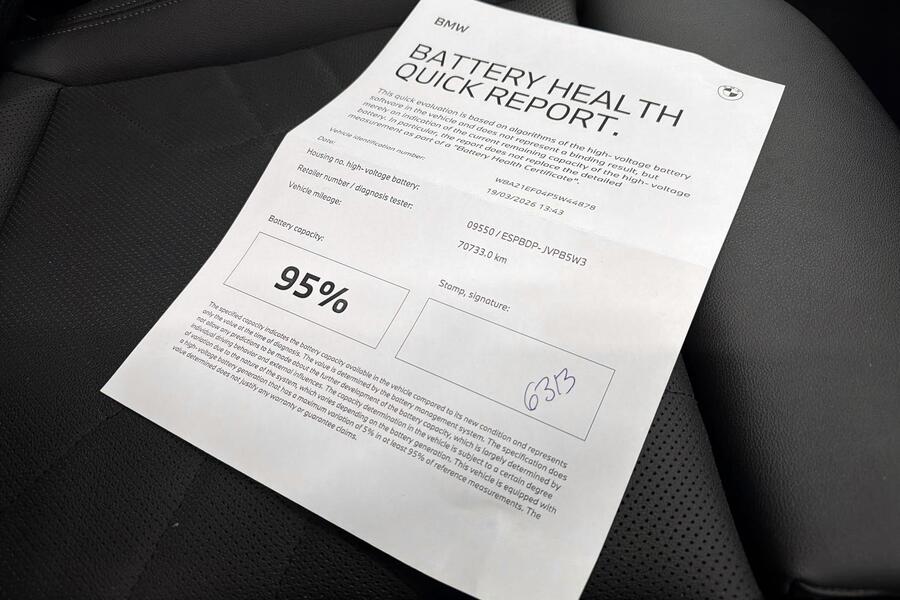 BMW
BATTERY HEALTH
QUICK REPORT.
This quick evaluation is based on algorithms of the high-voltage battery
software in the vehicle and does not represent a binding result, but
merely an indication of the current remaining capacity of the high-voltage
battery. In particular, the report does not replace the detailed
measurement as part of a "Battery Health Certificate".
Vehicle identification number: WBA21EF04P5W44878
Date: 19/03/2026 13:43
Housing no. high-voltage battery:
Retailer number / diagnosis tester: 09550 / ESPBDP-JVPB5W3
Vehicle mileage: 70733.0 km
Battery capacity:
95%
Stamp, signature:
6313
The specified capacity indicates the battery capacity available in the vehicle compared to its new condition and represents
only the value at the time of diagnosis. The value is determined by the battery management system. The specification does
not allow any predictions to be made about the further development of the battery capacity, which is largely determined by
individual driving behavior and external influences. The capacity determination in the vehicle is subject to a certain degree
of variation due to the nature of the system, which varies depending on the battery generation. This vehicle is equipped with
a high-voltage battery generation that has a maximum variation of 5% in at least 95% of reference measurements. The
value determined does not justify any warranty or guarantee claims.